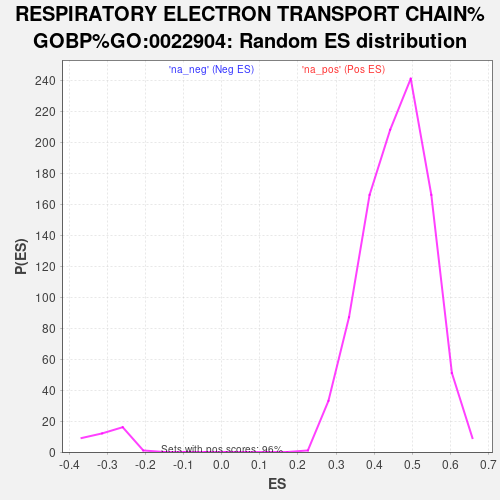 RESPIRATORY ELECTRON TRANSPORT CHAIN%
GOBP%GO:0022904: Random ES distribution
'na_neg' (Neg ES) 'na_pos' (Pos ES)
240
220
200
180
160
140
120
100
80
60
40
20
0
P(ES)
Sets with pos scores: 96%
-0.4 -0.3 -0.2 -0.1 0.0 0.1 0.2 0.3 0.4 0.5 0.6 0.7
ES